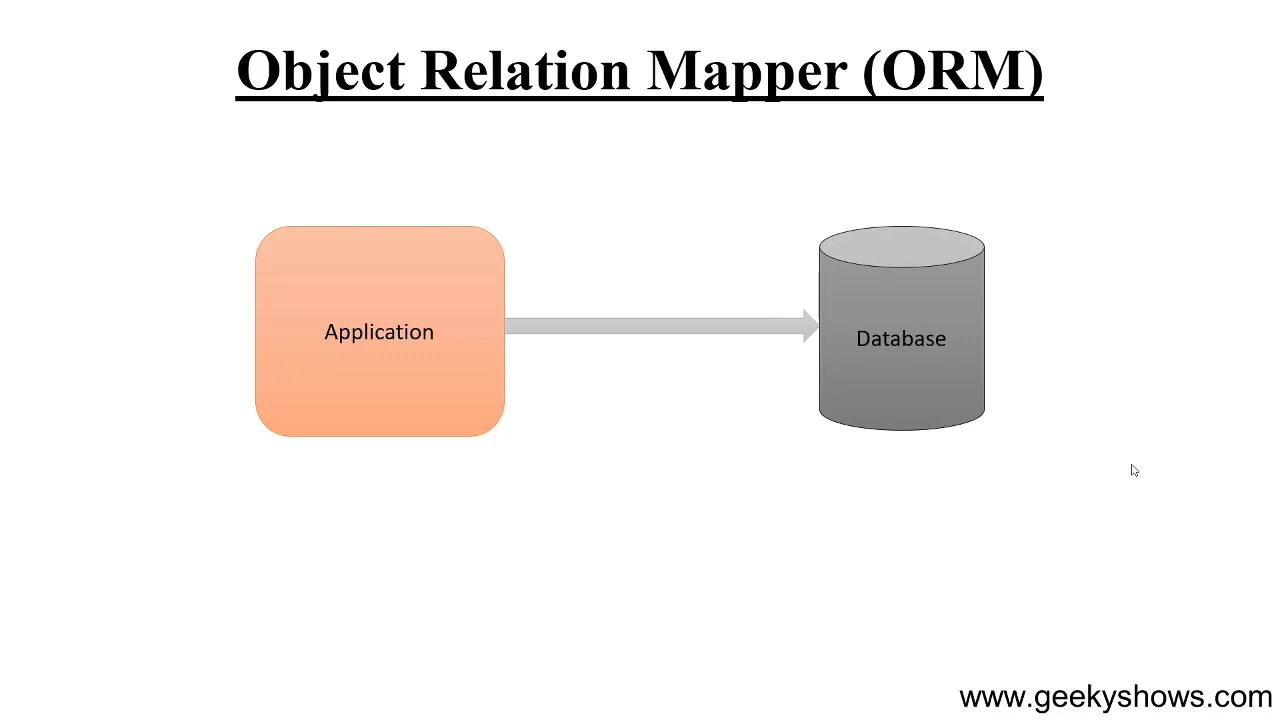 Object Relation Mapper (ORM)
Application
Database
www.geekyshows.com